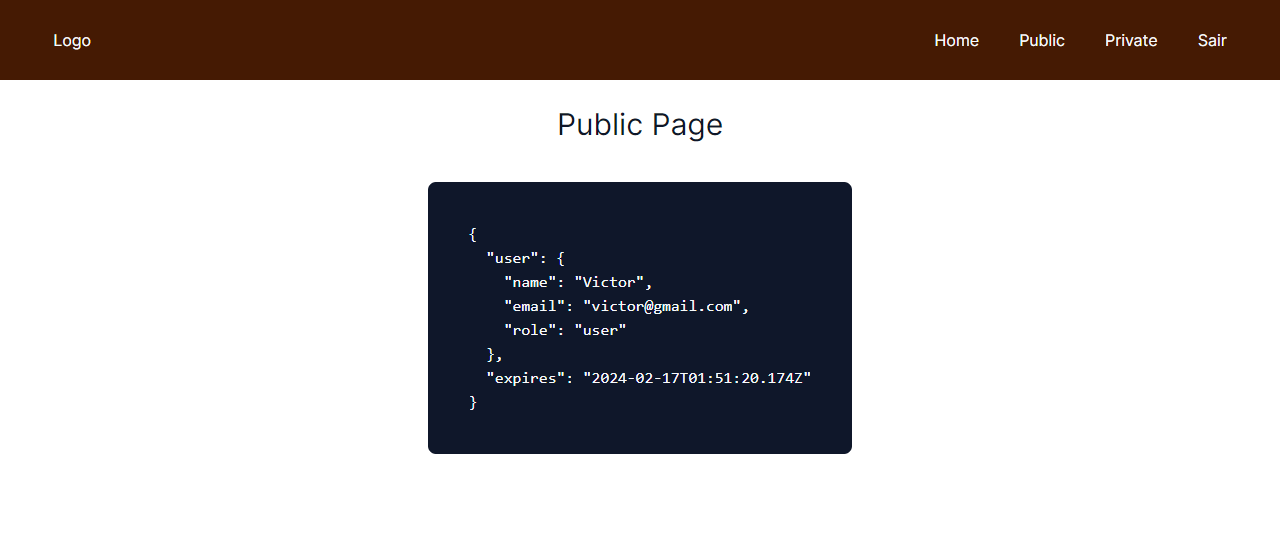 Logo
Home Public Private Sair
Public Page
{
  "user": {
    "name": "Victor",
    "email": "victor@gmail.com",
    "role": "user"
  },
  "expires": "2024-02-17T01:51:20.174Z"
}